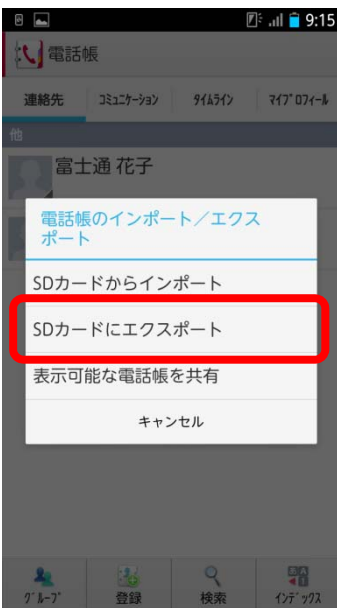 9:15
電話帳
連絡先 ｺﾐｭﾆｹｰｼｮﾝ ﾀｲﾑﾗｲﾝ ﾏｲﾌﾟﾛﾌｨｰﾙ
他
富士通 花子
電話帳のインポート／エクス
ポート
SDカードからインポート
SDカードにエクスポート
表示可能な電話帳を共有
キャンセル
ｸﾞﾙｰﾌﾟ 登録 検索 ｲﾝﾃﾞｯｸｽ